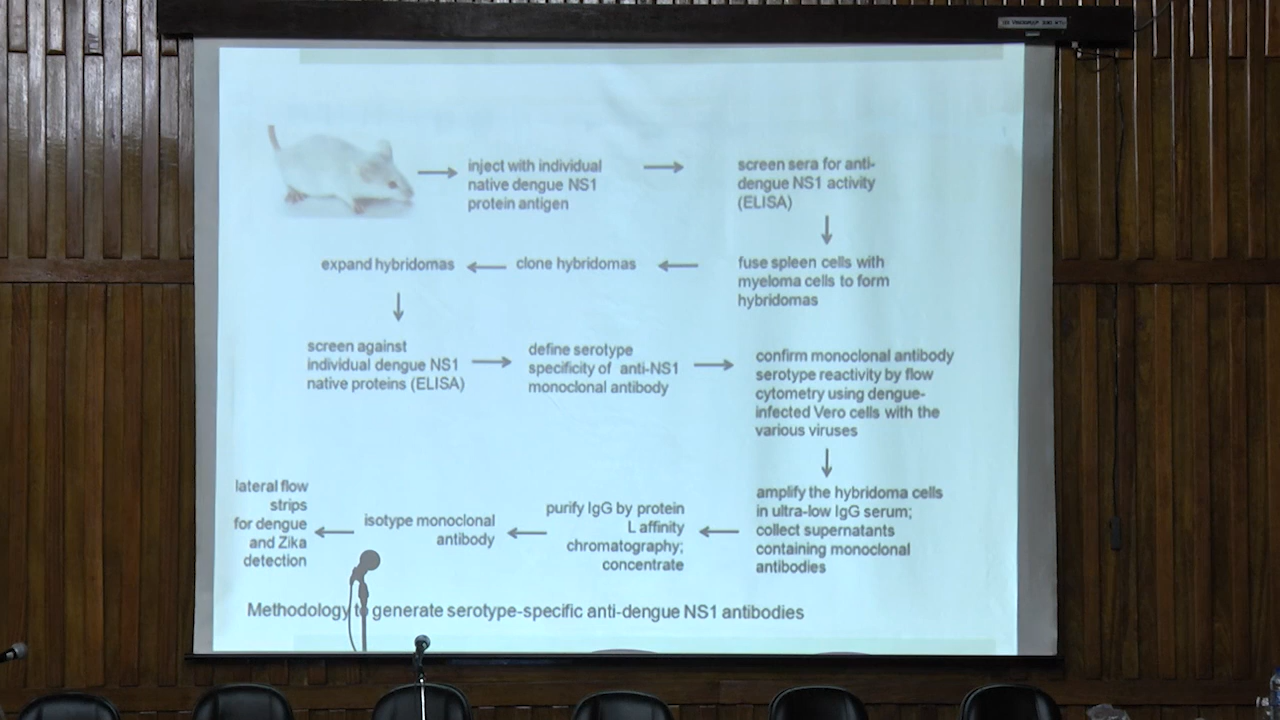 inject with individual
native dengue NS1
protein antigen
screen sera for anti-
dengue NS1 activity
(ELISA)
fuse spleen cells with
myeloma cells to form
hybridomas
clone hybridomas
expand hybridomas
screen against
individual dengue NS1
native proteins (ELISA)
define serotype
specificity of anti-NS1
monoclonal antibody
confirm monoclonal antibody
serotype reactivity by flow
cytometry using dengue-
infected Vero cells with the
various viruses
amplify the hybridoma cells
in ultra-low IgG serum;
collect supernatants
containing monoclonal
antibodies
purify IgG by protein
L affinity
chromatography;
concentrate
isotype monoclonal
antibody
lateral flow
strips
for dengue
and Zika
detection
Methodology to generate serotype-specific anti-dengue NS1 antibodies